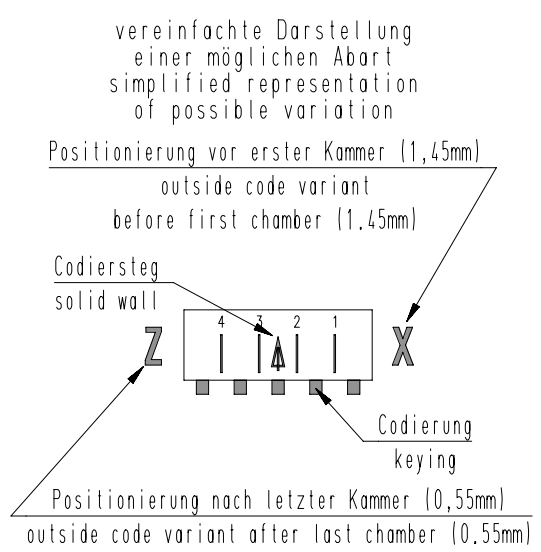 vereinfachte Darstellung
einer möglichen Abart
simplified representation
of possible variation
Positionierung vor erster Kammer (1,45mm)
outside code variant
before first chamber (1.45mm)
Codiersteg
solid wall
Z 4 3 2 1 X
Codierung
keying
Positionierung nach letzter Kammer (0,55mm)
outside code variant after last chamber (0,55mm)